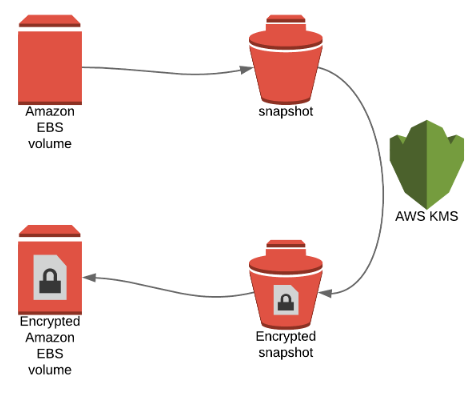 Amazon
EBS
volume
snapshot
AWS KMS
Encrypted
Amazon
EBS
volume
Encrypted
snapshot